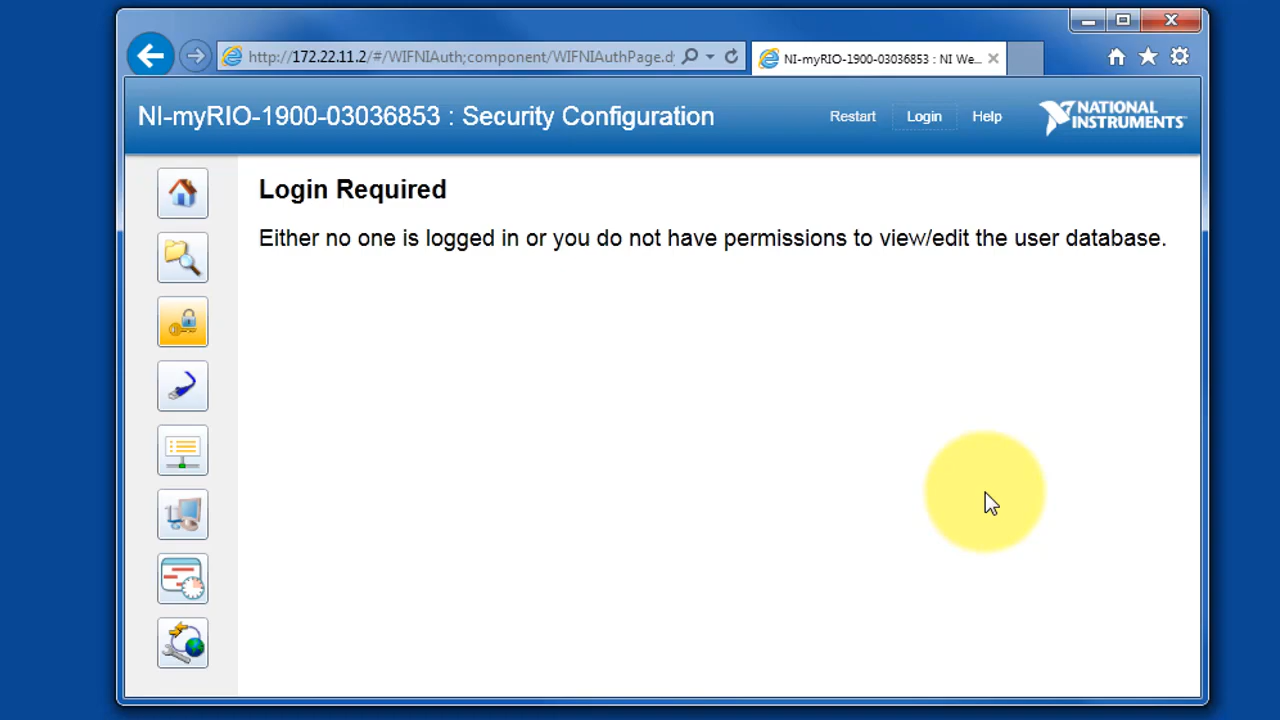 http://172.22.11.2/#/WIFNIAuth;component/WIFNIAuthPage.d
NI-myRIO-1900-03036853 : NI We...
NI-myRIO-1900-03036853 : Security Configuration
Restart
Login
Help
NATIONAL
INSTRUMENTS
Login Required
Either no one is logged in or you do not have permissions to view/edit the user database.